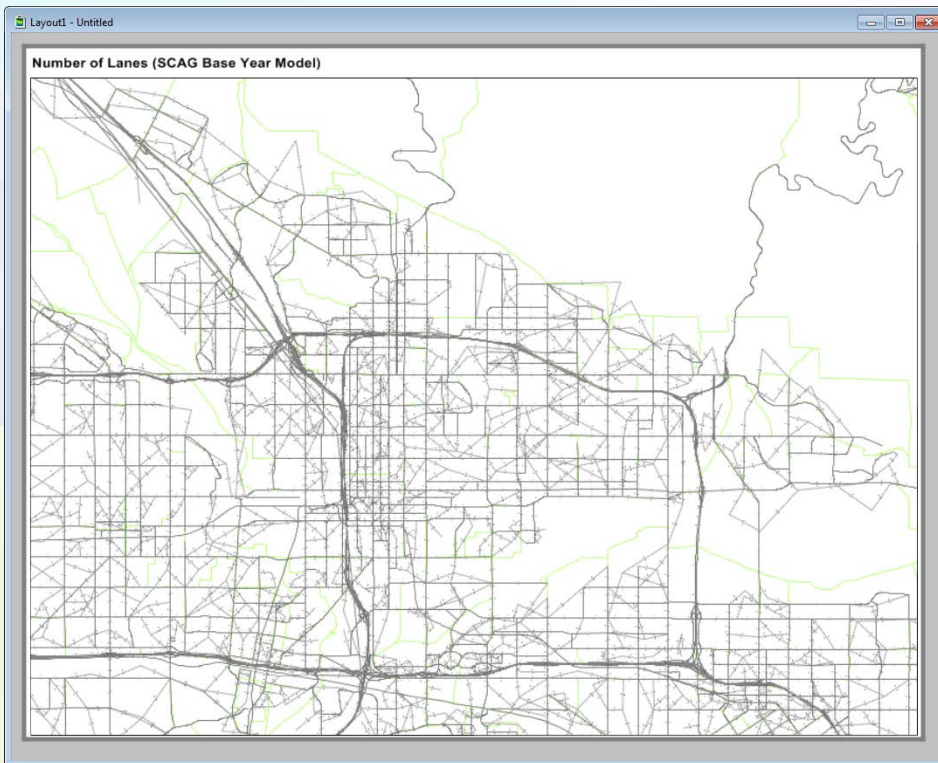 Layout1 - Untitled
Number of Lanes (SCAG Base Year Model)